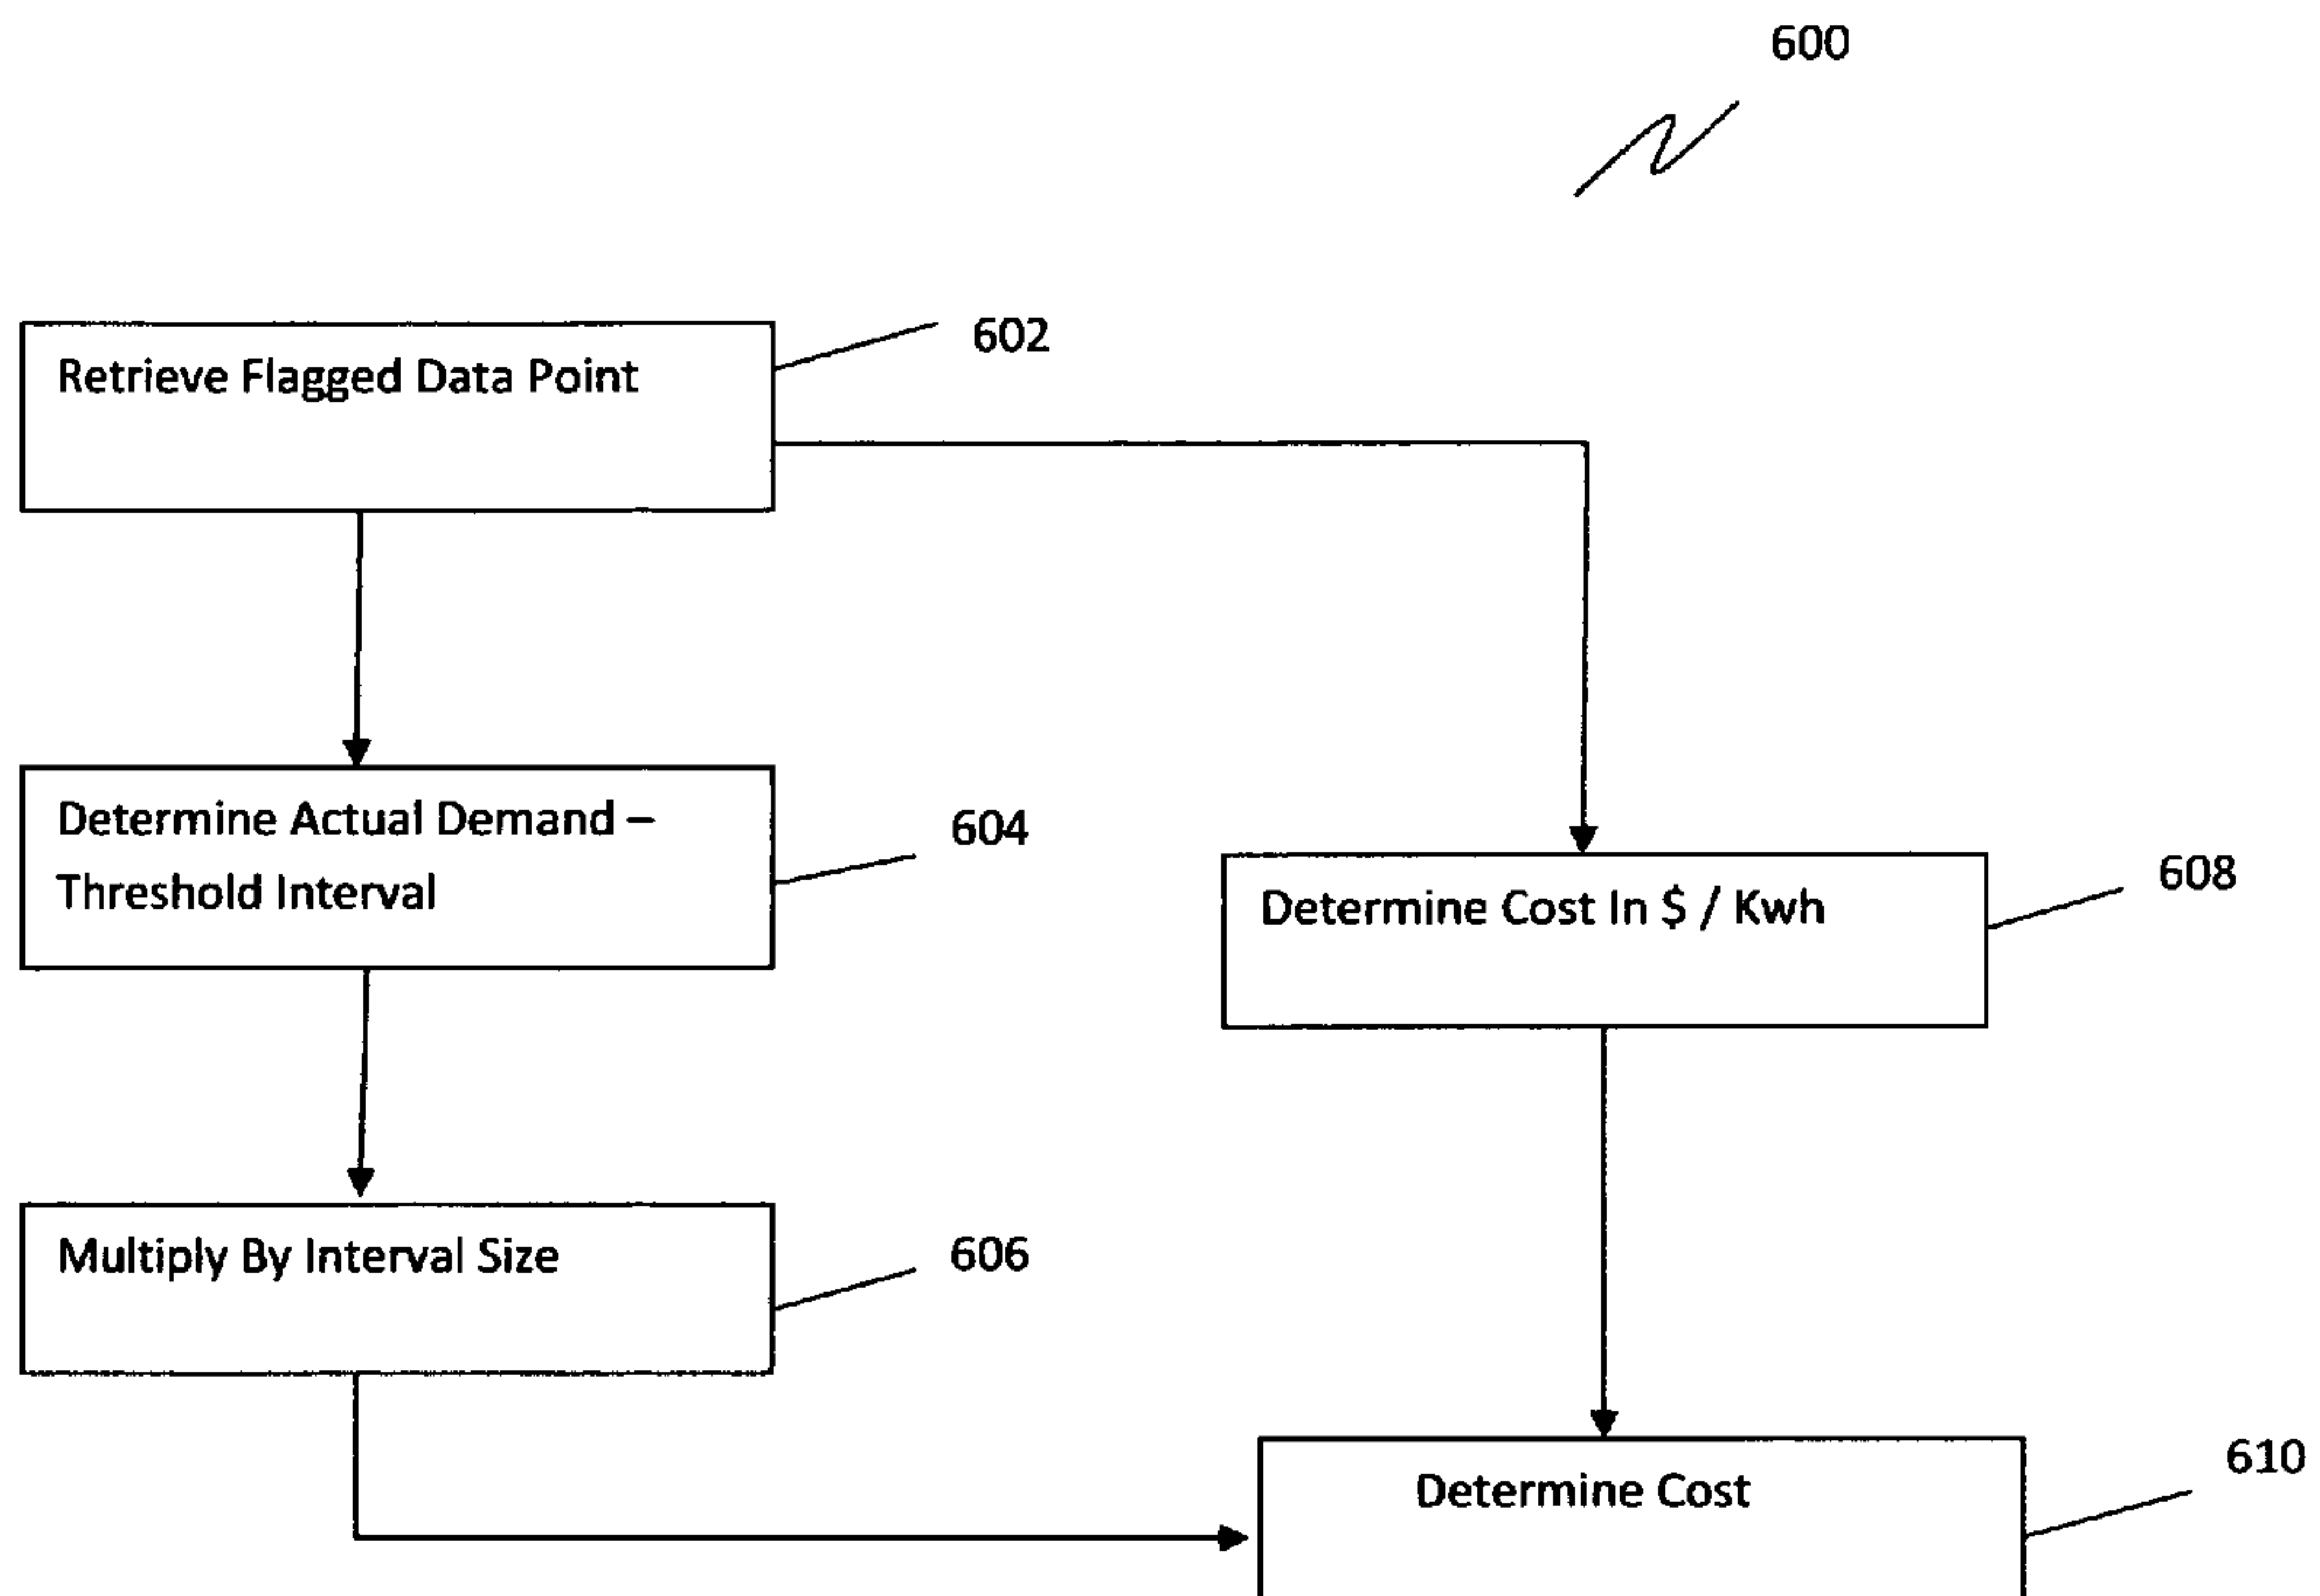 600
Retrieve Flagged Data Point
602
Determine Actual Demand –
Threshold Interval
604
Determine Cost In $ / Kwh
608
Multiply By Interval Size
606
Determine Cost
610